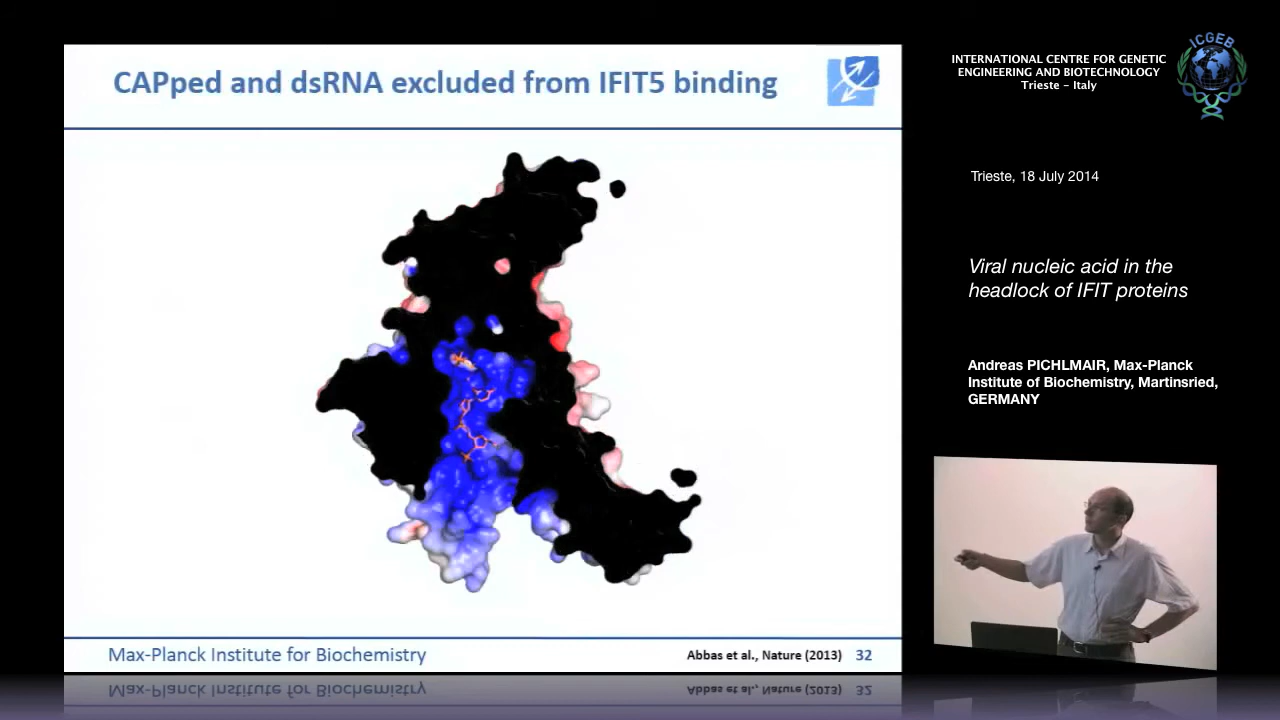 CAPped and dsRNA excluded from IFIT5 binding
Max-Planck Institute for Biochemistry
Abbas et al., Nature (2013) 32
INTERNATIONAL CENTRE FOR GENETIC
ENGINEERING AND BIOTECHNOLOGY
Trieste - Italy
ICGEB
Trieste, 18 July 2014
Viral nucleic acid in the
headlock of IFIT proteins
Andreas PICHLMAIR, Max-Planck
Institute of Biochemistry, Martinsried,
GERMANY